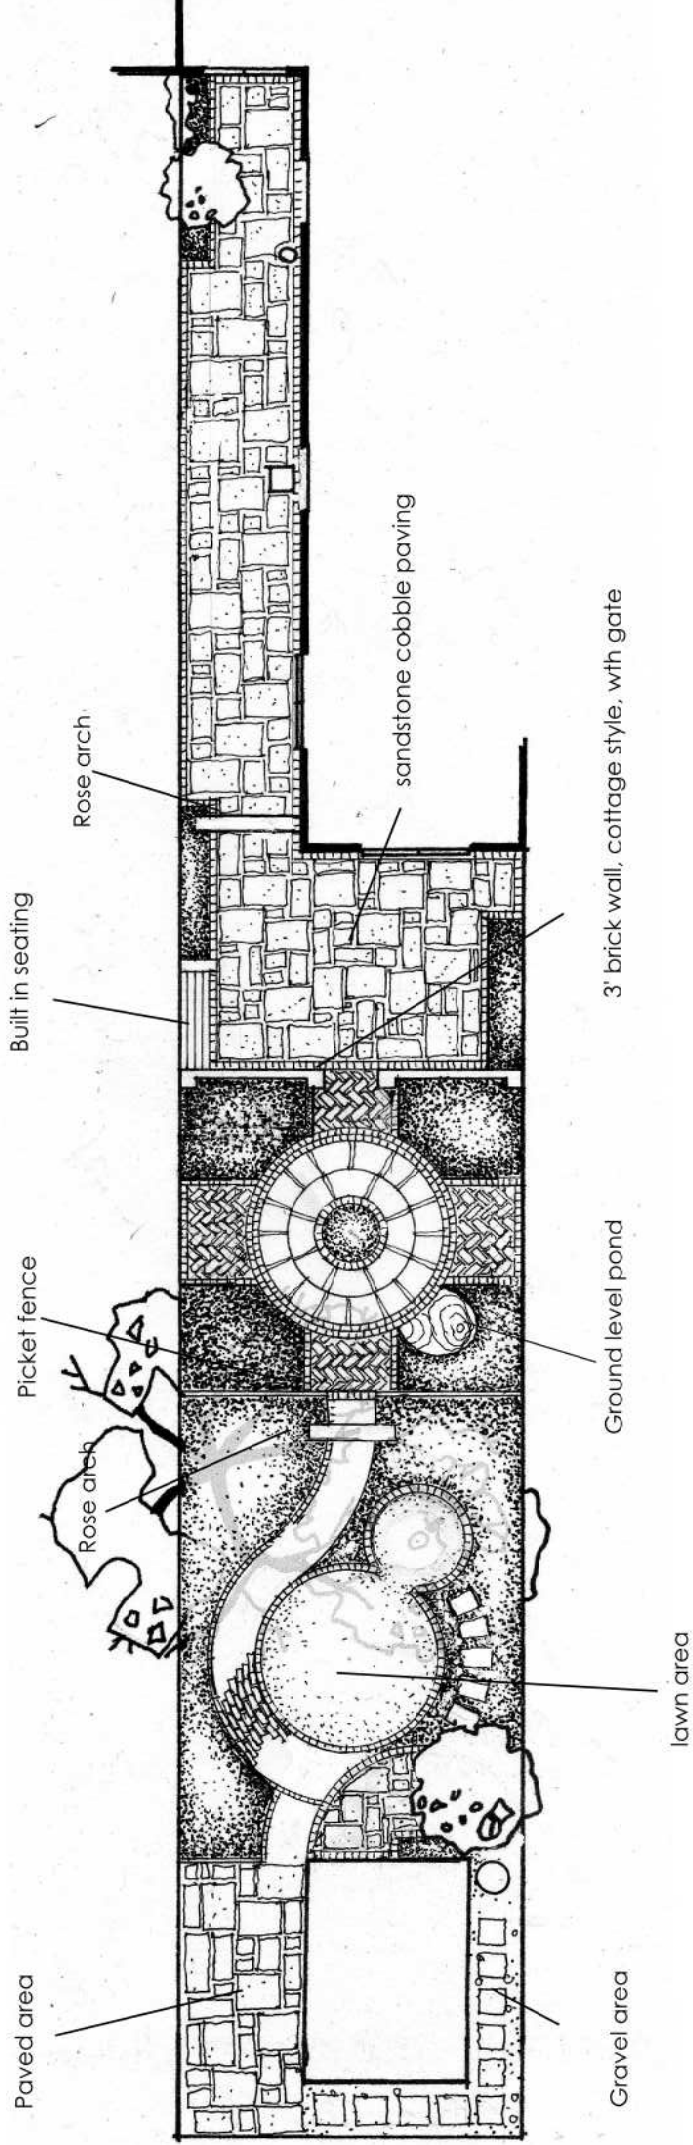 Paved area
Rose arch
Picket fence
Built in seating
Rose arch
sandstone cobble paving
3' brick wall, cottage style, wth gate
Ground level pond
lawn area
Gravel area